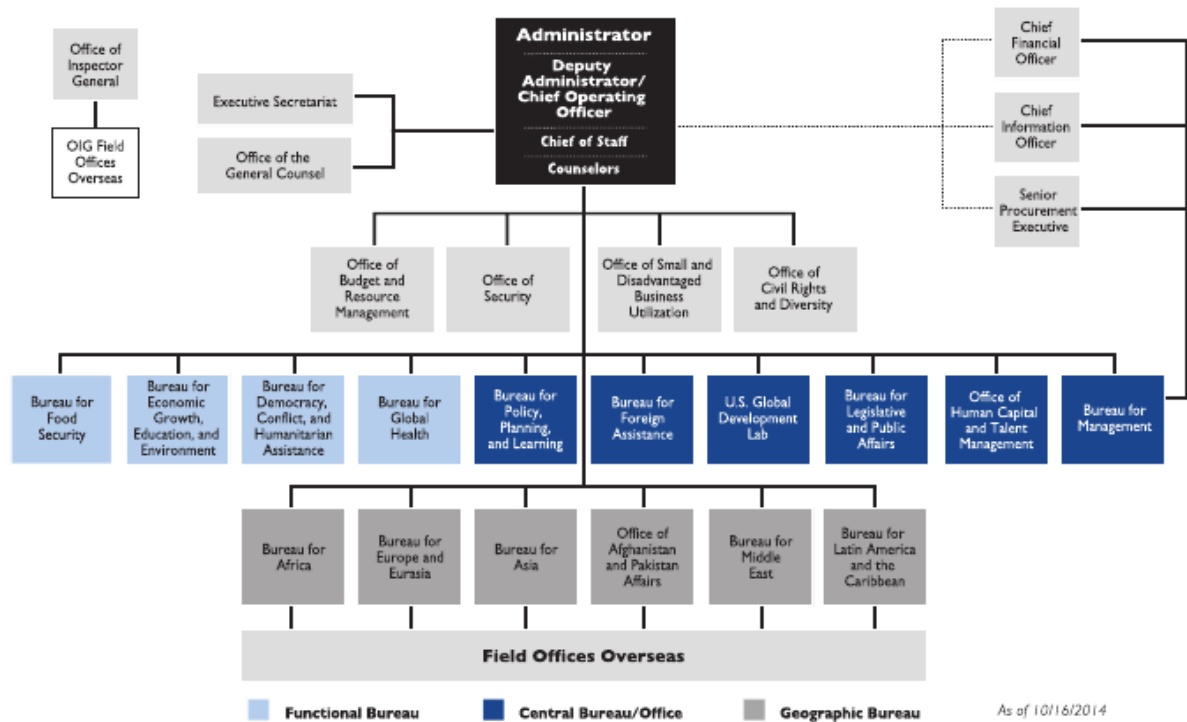 Office of
Inspector
General
OIG Field
Offices
Overseas
Executive Secretariat
Office of the
General Counsel
Administrator
Deputy
Administrator/
Chief Operating
Officer
Chief of Staff
Counselors
Chief
Financial
Officer
Chief
Information
Officer
Senior
Procurement
Executive
Office of
Budget and
Resource
Management
Office of
Security
Office of Small and
Disadvantaged
Business
Utilization
Office of
Civil Rights
and Diversity
Bureau for
Food
Security
Bureau for
Economic
Growth,
Education, and
Environment
Bureau for
Democracy,
Conflict, and
Humanitarian
Assistance
Bureau for
Global
Health
Bureau for
Policy,
Planning,
and Learning
Bureau for
Foreign
Assistance
U.S. Global
Development
Lab
Bureau for
Legislative
and Public
Affairs
Office of
Human Capital
and Talent
Management
Bureau for
Management
Bureau for
Africa
Bureau for
Europe and
Eurasia
Bureau for
Asia
Office of
Afghanistan
and Pakistan
Affairs
Bureau for
Middle
East
Bureau for
Latin America
and the
Caribbean
Field Offices Overseas
Functional Bureau
Central Bureau/Office
Geographic Bureau
As of 10/16/2014